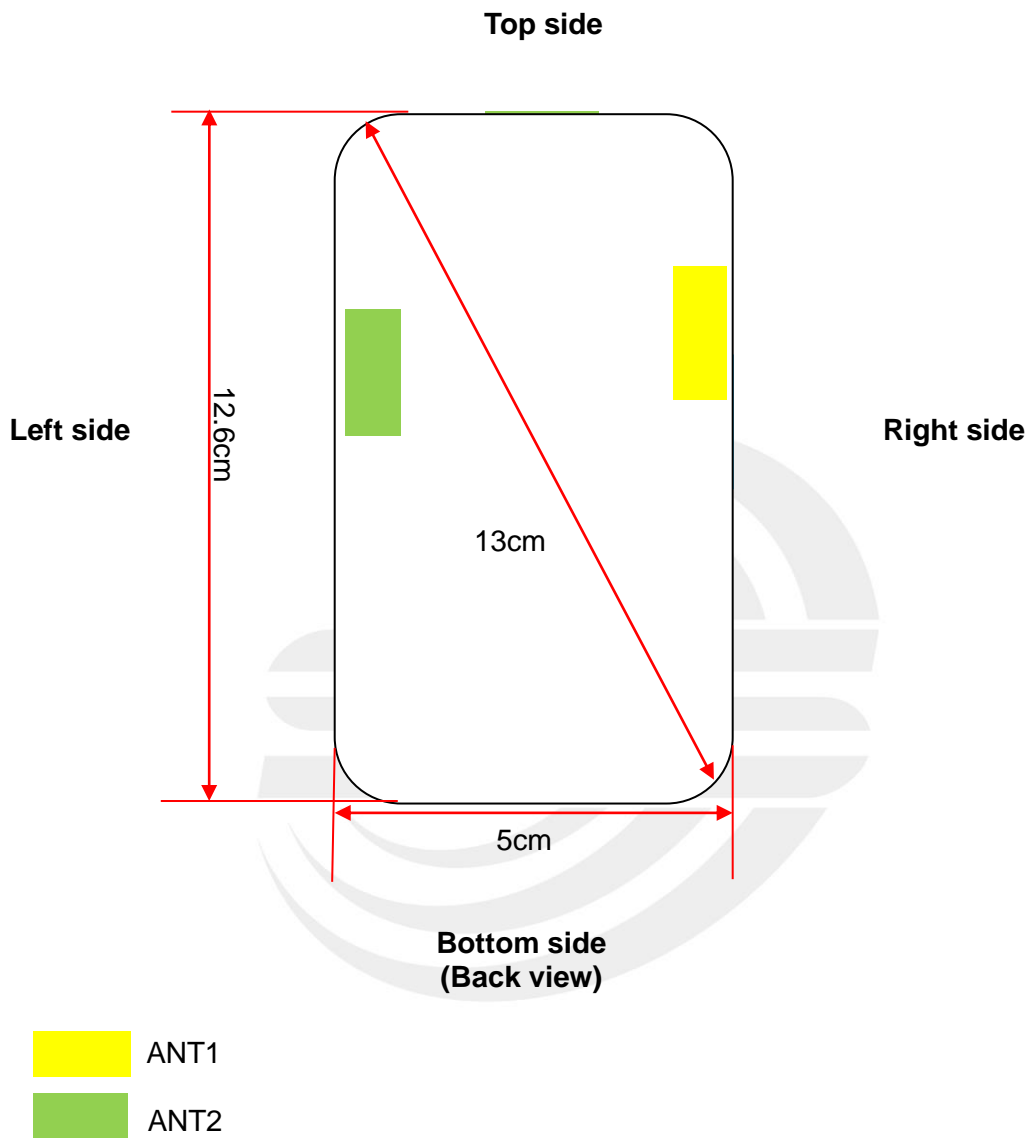 Top side
12.6cm
Left side
Right side
13cm
5cm
Bottom side
(Back view)
ANT1
ANT2